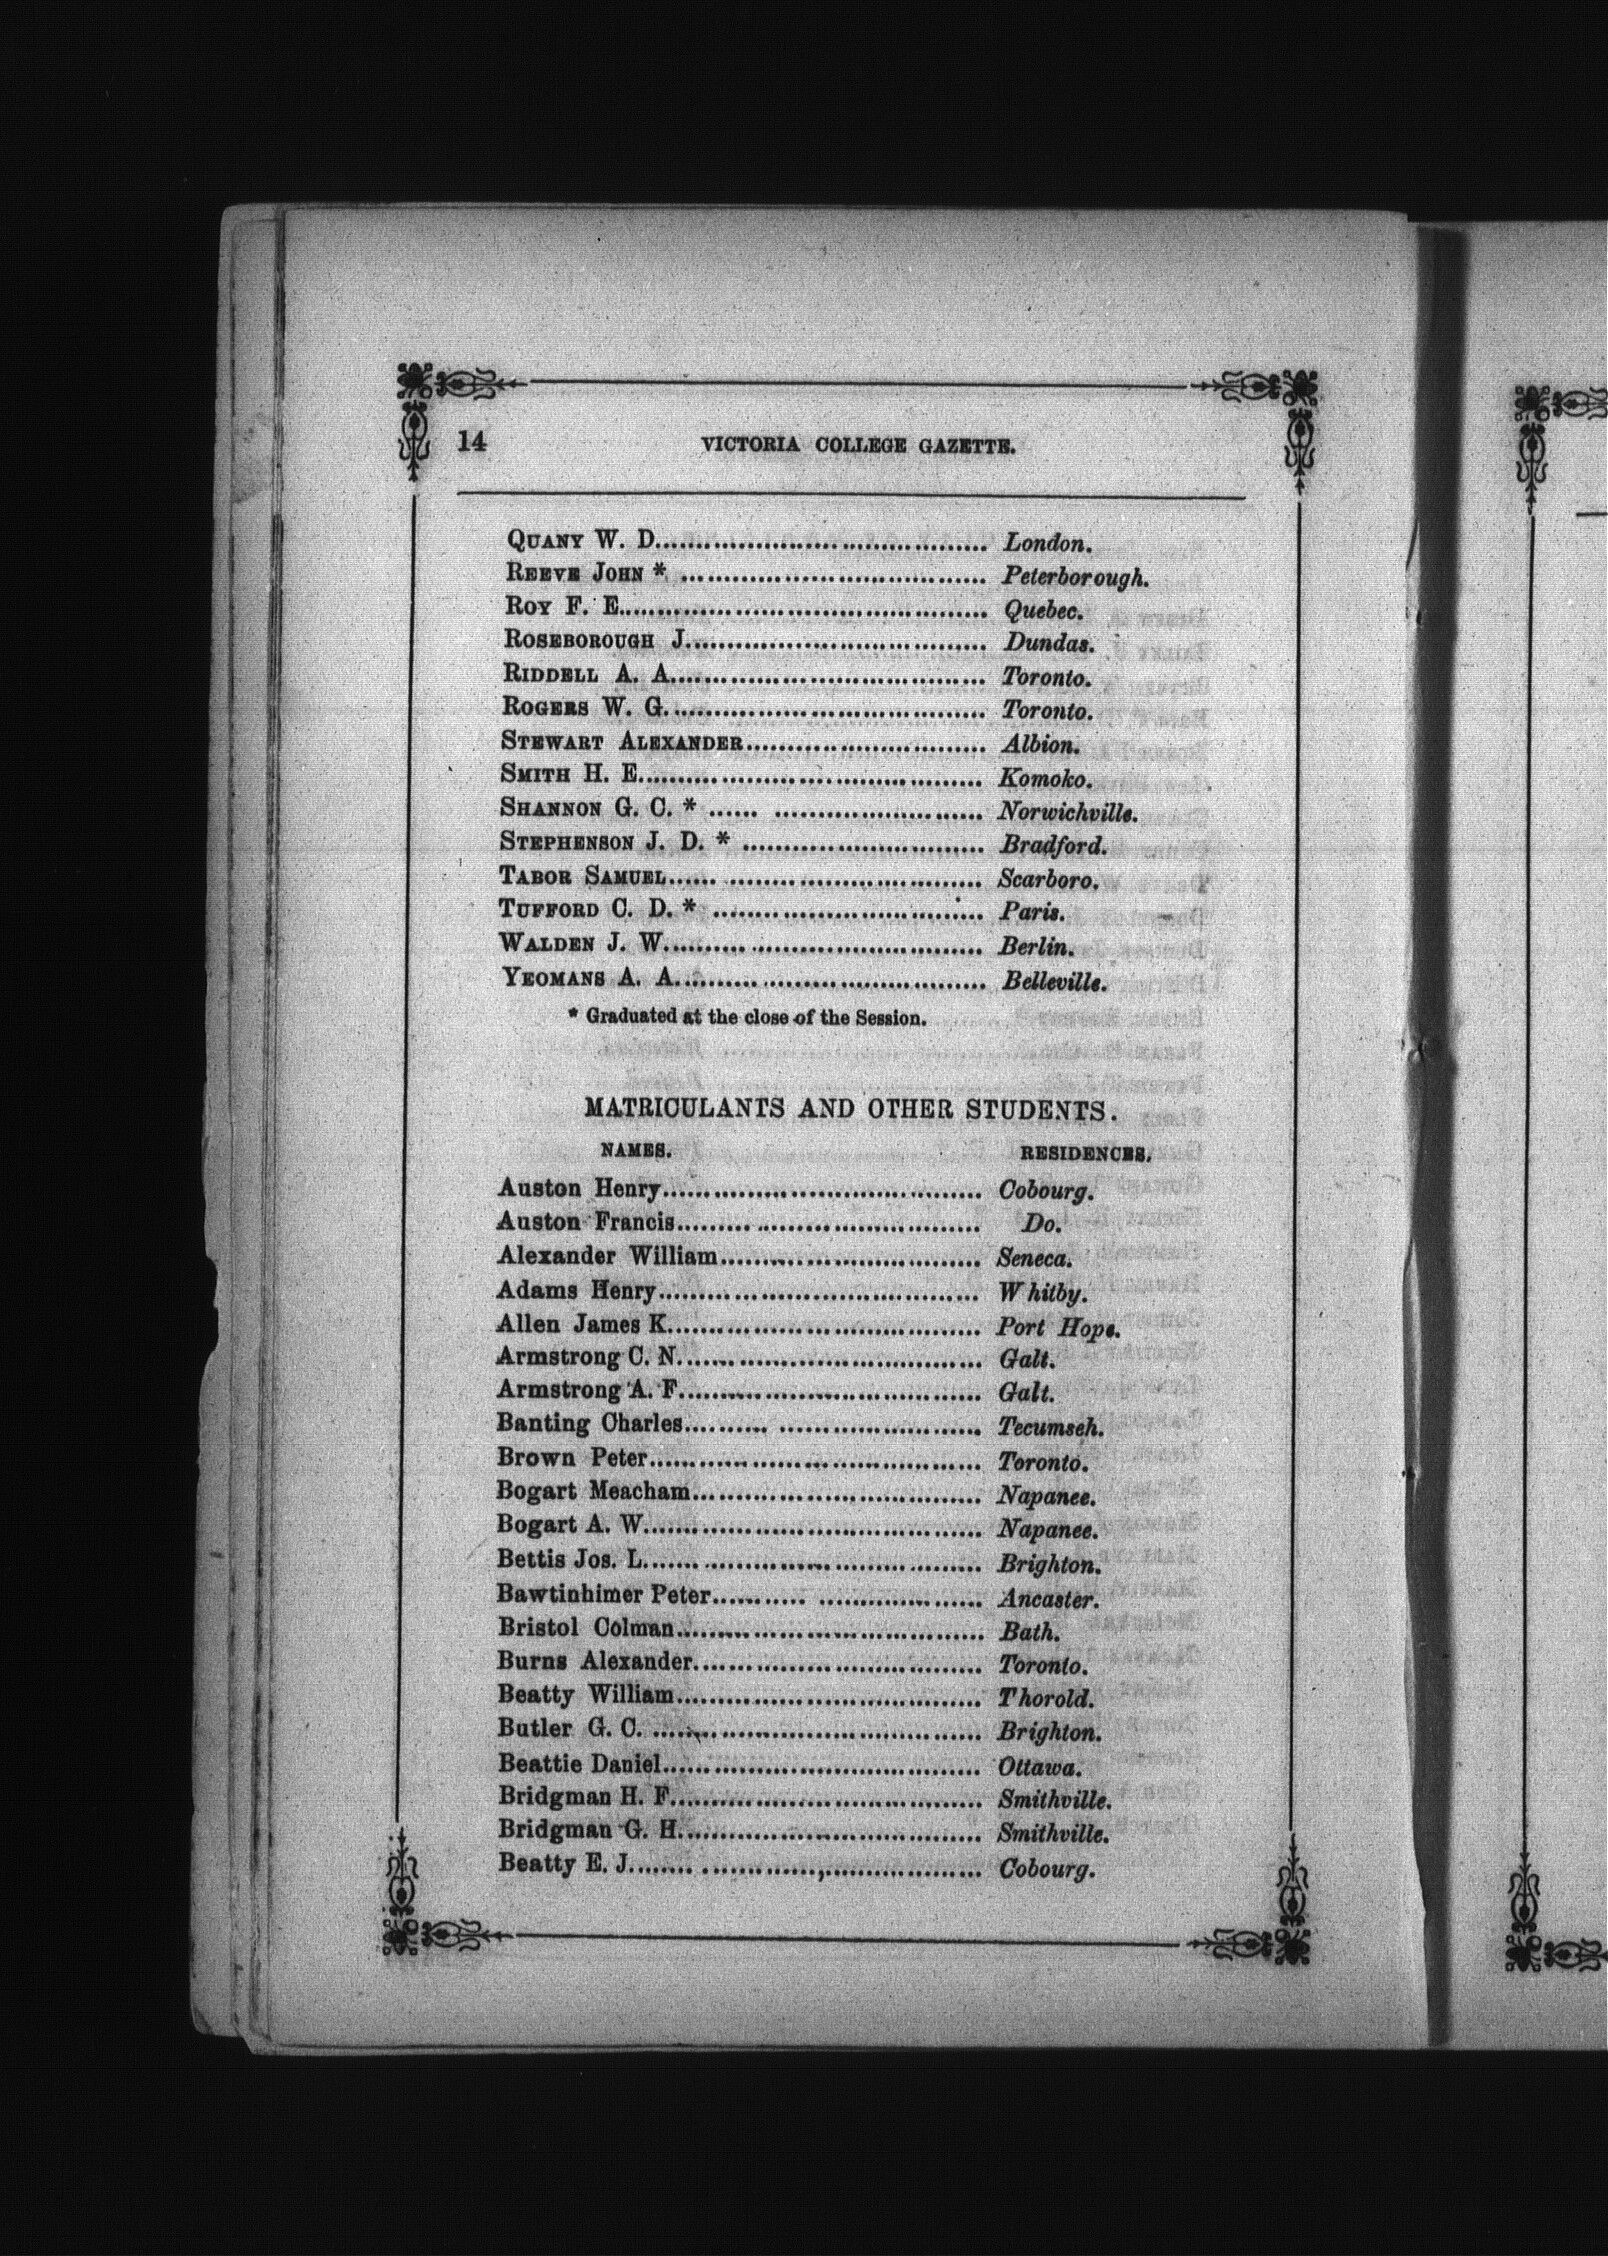 14 VICTORIA COLLEGE GAZETTE.
QUANY W. D........................................ London.
REEVE JOHN * ................................... Peterborough.
ROY F. E.......................................... Quebec.
ROSEBOROUGH J.................................. Dundas.
RIDDELL A. A.................................... Toronto.
ROGERS W. G..................................... Toronto.
STEWART ALEXANDER............................ Albion.
SMITH H. E........................................ Komoko.
SHANNON G. C. * ...... ........................ Norwichville.
STEPHENSON J. D. * ............................ Bradford.
TABOR SAMUEL...... ............................. Scarboro.
TUFFORD C. D. * ............................... Paris.
WALDEN J. W..................................... Berlin.
YEOMANS A. A.................................... Belleville.
* Graduated at the close of the Session.
MATRICULANTS AND OTHER STUDENTS.
NAMES. RESIDENCES.
Auston Henry..................................... Cobourg.
Auston Francis................................... Do.
Alexander William.............................. Seneca.
Adams Henry..................................... Whitby.
Allen James K.................................... Port Hope.
Armstrong C. N.................................. Galt.
Armstrong A. F.................................. Galt.
Banting Charles.......... ........................ Tecumseh.
Brown Peter...................................... Toronto.
Bogart Meacham................................. Napanee.
Bogart A. W...................................... Napanee.
Bettis Jos. L....................................... Brighton.
Bawtinhimer Peter........... ................... Ancaster.
Bristol Colman................................... Bath.
Burns Alexander................................. Toronto.
Beatty William................................... Thorold.
Butler G. C. ...................................... Brighton.
Beattie Daniel..................................... Ottawa.
Bridgman H. F.................................... Smithville.
Bridgman G. H................................... Smithville.
Beatty E. J........ ..............,.................. Cobourg.